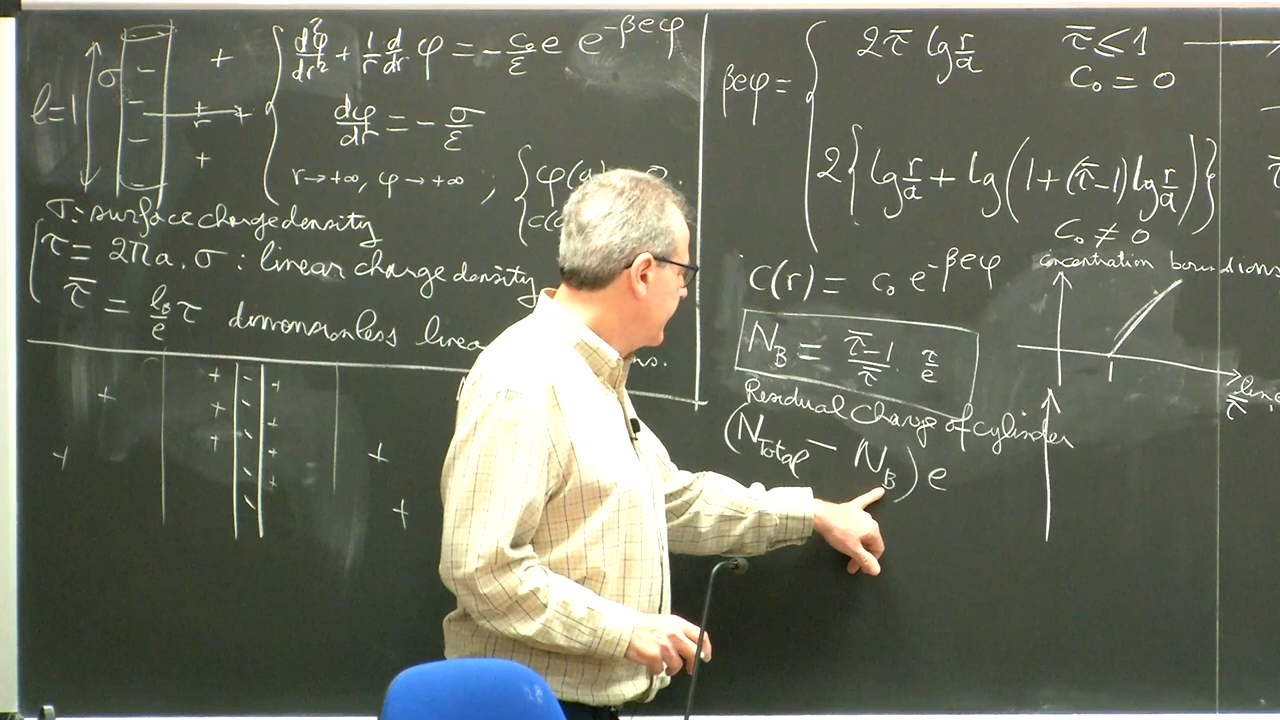 l=1
σ
r
d²φ/dr² + 1/r d/dr φ = - c₀/ε e e^{-βeφ}
dφ/dr = - σ/ε
r→+∞, φ→+∞ ;
φ(a
σ: surface charge density
τ = 2πa.σ : linear charge density
τ̄ = l_B/e τ dimensionless linea
βeφ =
2τ̄ lg r/a τ̄ ≤ 1
c₀ = 0
2{lg r/a + lg(1+(τ̄-1)lg r/a)}
c₀ ≠ 0
c(r) = c₀ e^{-βeφ}
concentration
N_B = τ̄-1/τ̄ . τ/e
1
τ̄
Residual Charge of cylinder
(N_Total - N_B) e